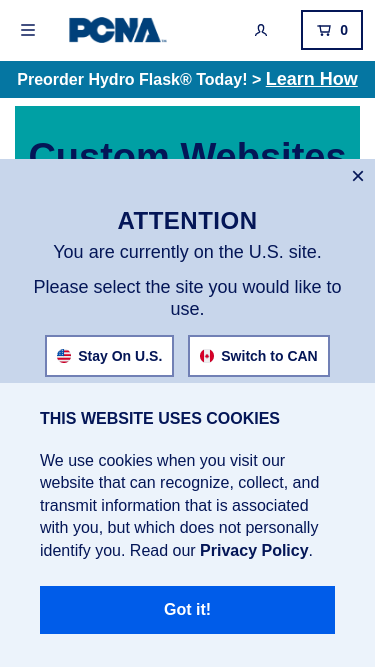 PCNA
0
Preorder Hydro Flask® Today! > Learn How
Custom Websites
ATTENTION
You are currently on the U.S. site.
Please select the site you would like to
use.
Stay On U.S.
Switch to CAN
THIS WEBSITE USES COOKIES
We use cookies when you visit our
website that can recognize, collect, and
transmit information that is associated
with you, but which does not personally
identify you. Read our Privacy Policy.
Got it!